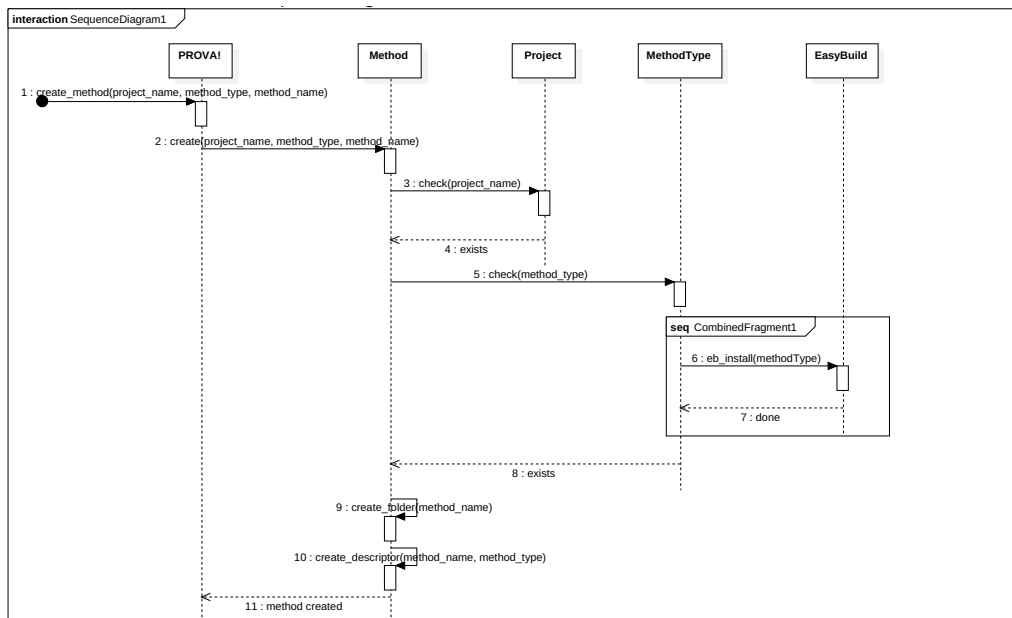 interaction SequenceDiagram1
PROVA!
Method
Project
MethodType
EasyBuild
1 : create_method(project_name, method_type, method_name)
2 : create(project_name, method_type, method_name)
3 : check(project_name)
4 : exists
5 : check(method_type)
seq CombinedFragment1
6 : eb_install(methodType)
7 : done
8 : exists
9 : create_folder(method_name)
10 : create_descriptor(method_name, method_type)
11 : method created